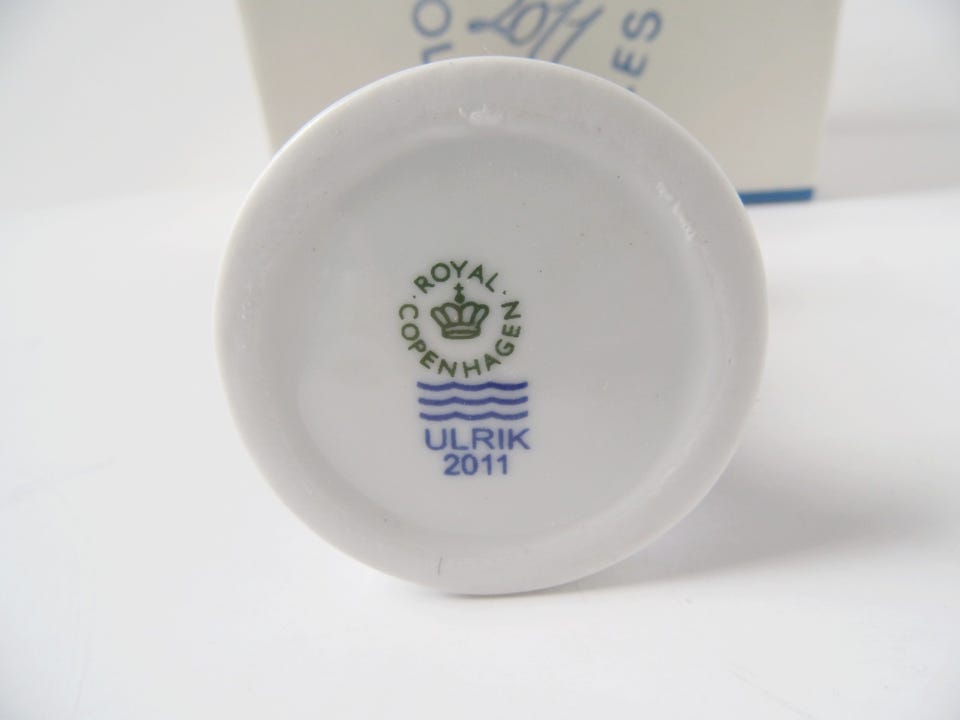 2011
ROYAL
COPENHAGEN
ULRIK
2011